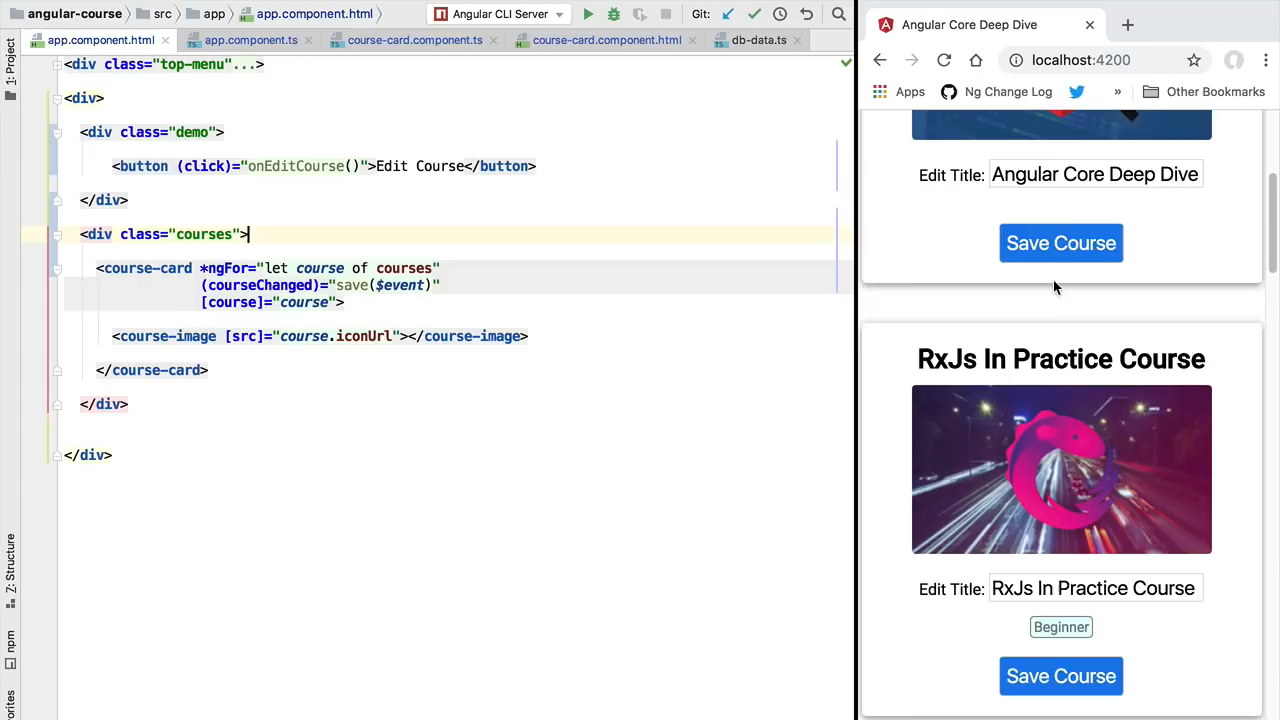 angular-course
src
app
app.component.html
Angular CLI Server
Git:
app.component.html
app.component.ts
course-card.component.ts
course-card.component.html
db-data.ts
1: Project
<div class="top-menu"...>
<div>
<div class="demo">
<button (click)="onEditCourse()">Edit Course</button>
</div>
<div class="courses">
<course-card *ngFor="let course of courses"
(courseChanged)="save($event)"
[course]="course">
<course-image [src]="course.iconUrl"></course-image>
</course-card>
</div>
</div>
Z: Structure
npm
Angular Core Deep Dive
localhost:4200
Apps
Ng Change Log
»
Other Bookmarks
Edit Title: Angular Core Deep Dive
Save Course
RxJs In Practice Course
Edit Title: RxJs In Practice Course
Beginner
Save Course